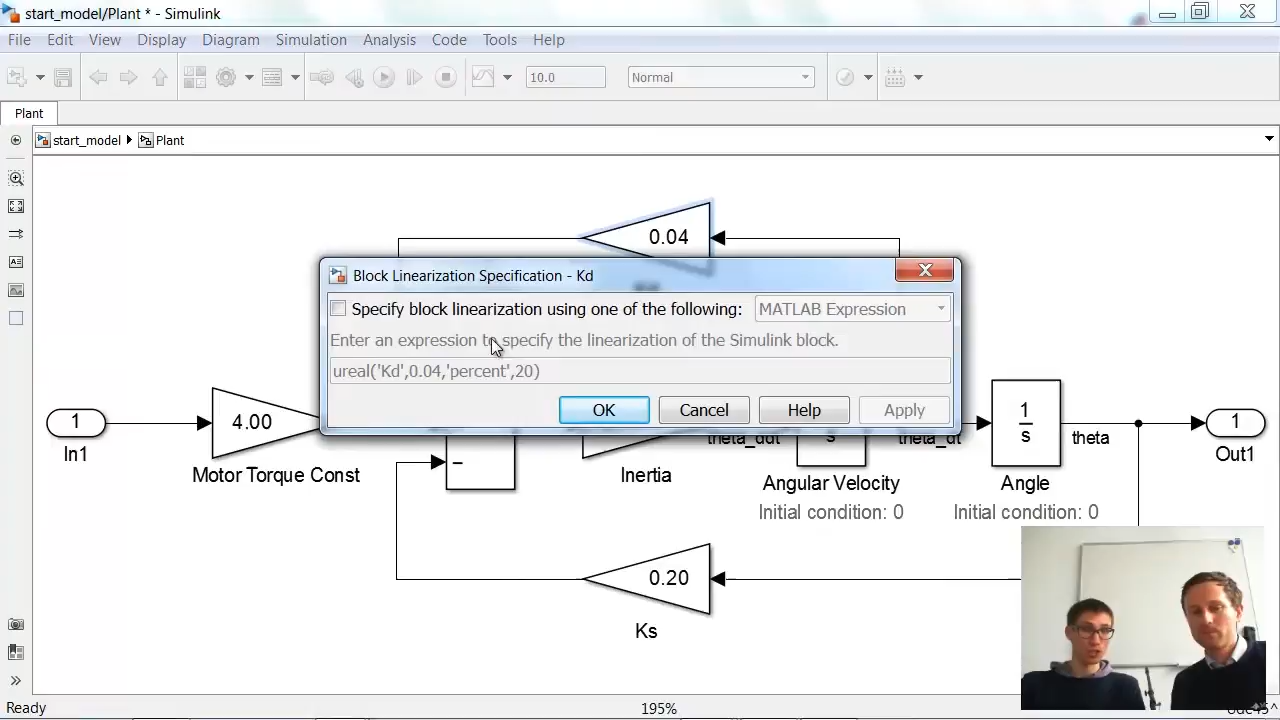 start_model/Plant * - Simulink
File Edit View Display Diagram Simulation Analysis Code Tools Help
10.0 Normal
Plant
start_model Plant
0.04
Block Linearization Specification - Kd
Specify block linearization using one of the following: MATLAB Expression
Enter an expression to specify the linearization of the Simulink block.
ureal('Kd',0.04,'percent',20)
OK Cancel Help Apply
1 4.00 1 s 1
theta_ddt s theta_dt theta
In1 Out1
Motor Torque Const Inertia Angular Velocity Angle
Initial condition: 0 Initial condition: 0
0.20
Ks
Ready 195%